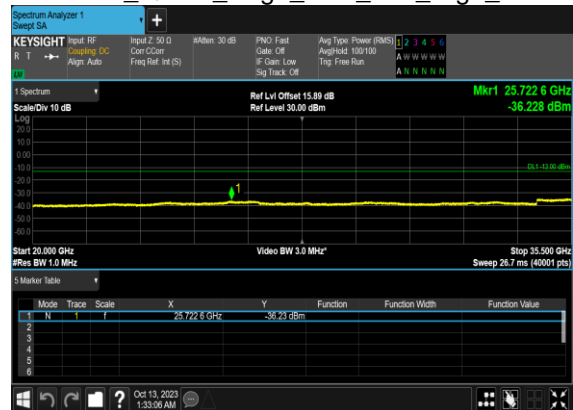 Spectrum Analyzer 1
Swept SA
+
KEYSIGHT Input: RF Input Z: 50 Ω #Atten: 30 dB PNO: Fast Avg Type: Power (RMS) 1 2 3 4 5 6
R T Coupling: DC Corr CCorr Gate: Off Avg|Hold: 100/100 A W W W W W
Align: Auto Freq Ref: Int (S) IF Gain: Low Trig: Free Run
LXI Sig Track: Off A N N N N N
1 Spectrum Ref Lvl Offset 15.89 dB Mkr1 25.722 6 GHz
Scale/Div 10 dB Ref Level 30.00 dBm -36.228 dBm
Log
20.0
10.0
0.00
-10.0
DL1 -13.00 dBm
-20.0
-30.0
1
-40.0
-50.0
-60.0
Start 20.000 GHz Video BW 3.0 MHz* Stop 35.500 GHz
#Res BW 1.0 MHz Sweep 26.7 ms (40001 pts)
5 Marker Table
Mode Trace Scale X Y Function Function Width Function Value
1 N 1 f 25.722 6 GHz -36.23 dBm
2
3
4
5
6
? Oct 13, 2023
1:33:06 AM